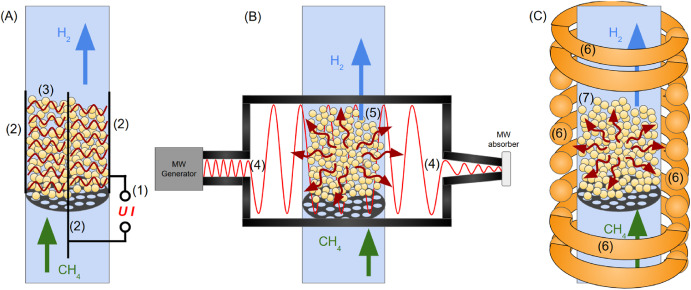 (A)
H2
(3)
(2)
(2)
(1)
U I
(2)
CH4
(B)
H2
(5)
MW
Generator
(4)
(4)
MW
absorber
CH4
(C)
(6)
H2
(7)
(6)
(6)
CH4
(6)